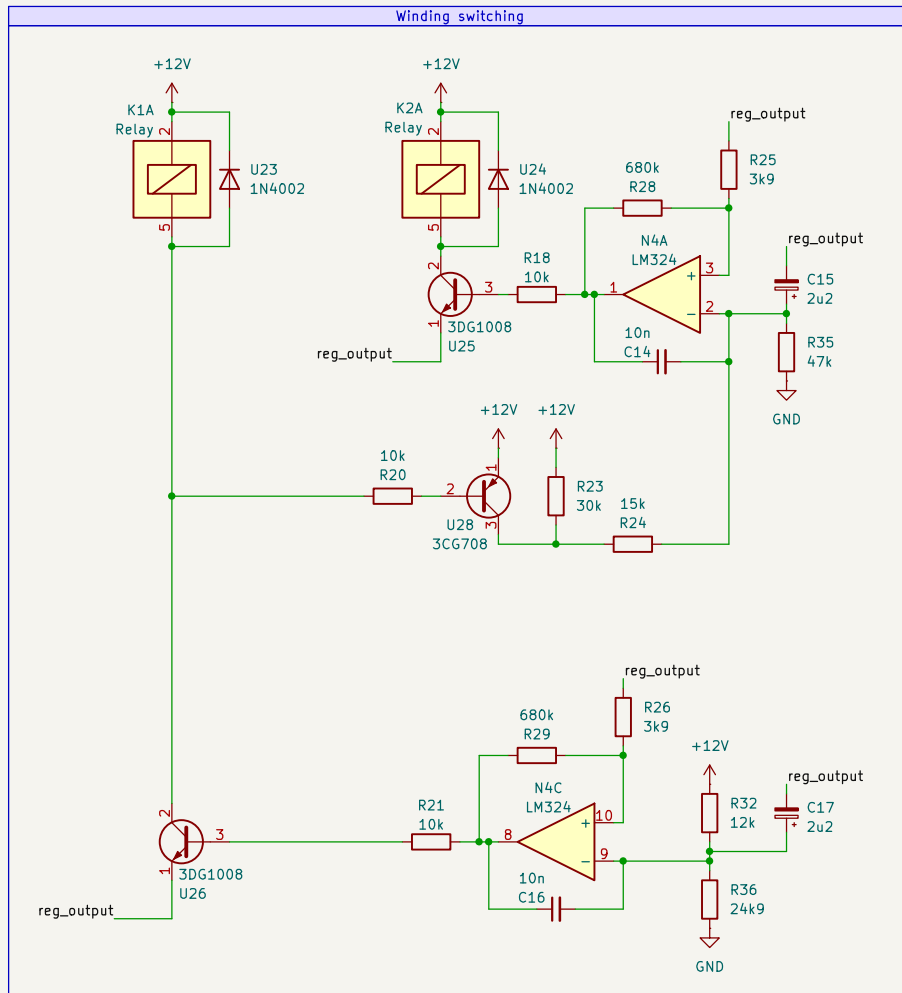 Winding switching
+12V
K1A
Relay
2
5
U23
1N4002
+12V
K2A
Relay
2
5
U24
1N4002
reg_output
R25
3k9
680k
R28
N4A
LM324
+
3
-
2
1
reg_output
C15
2u2
+
R35
47k
GND
R18
10k
2
3
1
3DG1008
U25
reg_output
10n
C14
+12V
+12V
10k
R20
2
1
3
U28
3CG708
R23
30k
15k
R24
reg_output
R26
3k9
680k
R29
N4C
LM324
+
10
-
9
8
+12V
R32
12k
reg_output
C17
2u2
+
R21
10k
10n
C16
R36
24k9
GND
2
3
1
3DG1008
U26
reg_output